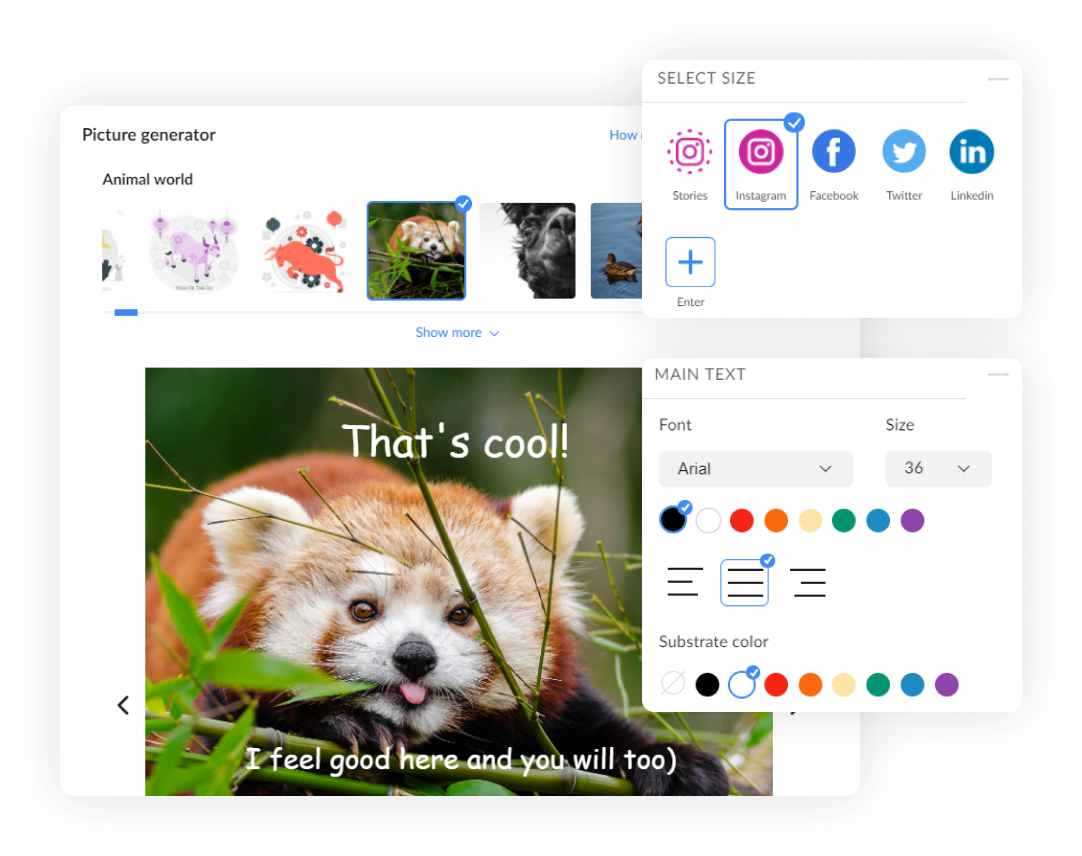 SELECT SIZE
Picture generator
How
Animal world
Stories
Instagram
Facebook
Twitter
Linkedin
Enter
Show more
MAIN TEXT
Font
Size
Arial
36
Substrate color
That's cool!
I feel good here and you will too)